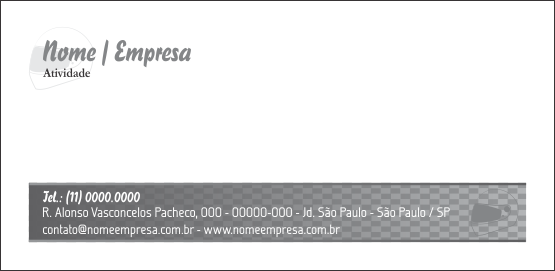 Nome | Empresa
Atividade
Tel.: (11) 0000.0000
R. Alonso Vasconcelos Pacheco, 000 - 00000-000 - Jd. São Paulo - São Paulo / SP
contato@nomeempresa.com.br - www.nomeempresa.com.br